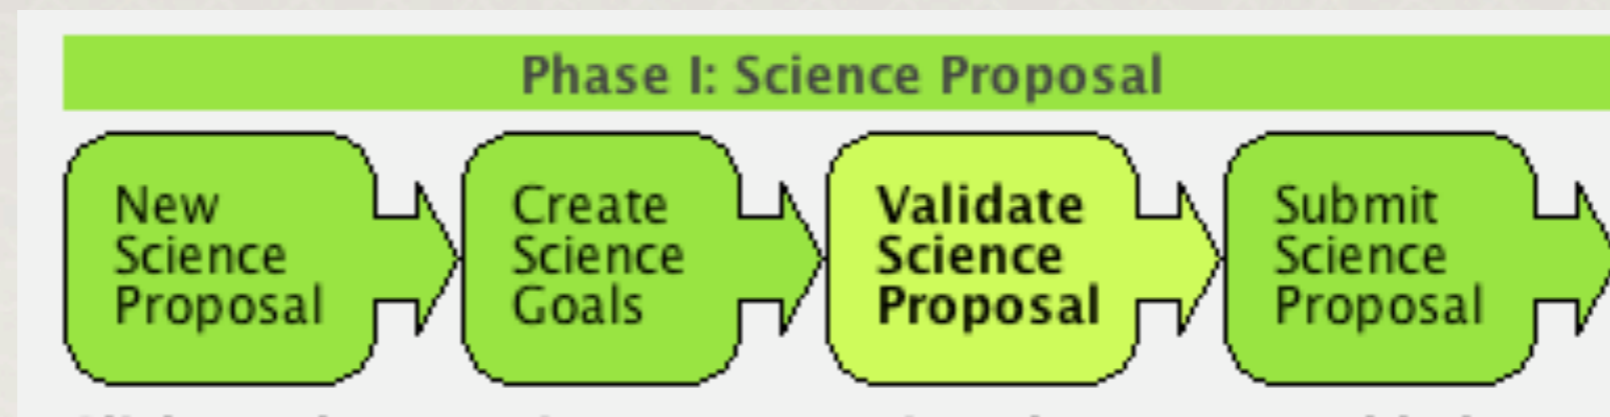 Phase I: Science Proposal
New
Science
Proposal
Create
Science
Goals
Validate
Science
Proposal
Submit
Science
Proposal